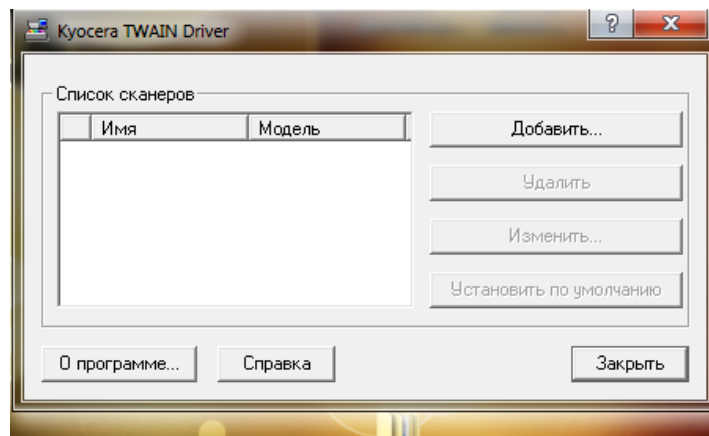 Kyocera TWAIN Driver
Список сканеров
Имя Модель
Добавить...
Удалить
Изменить...
Установить по умолчанию
О программе... Справка Закрыть